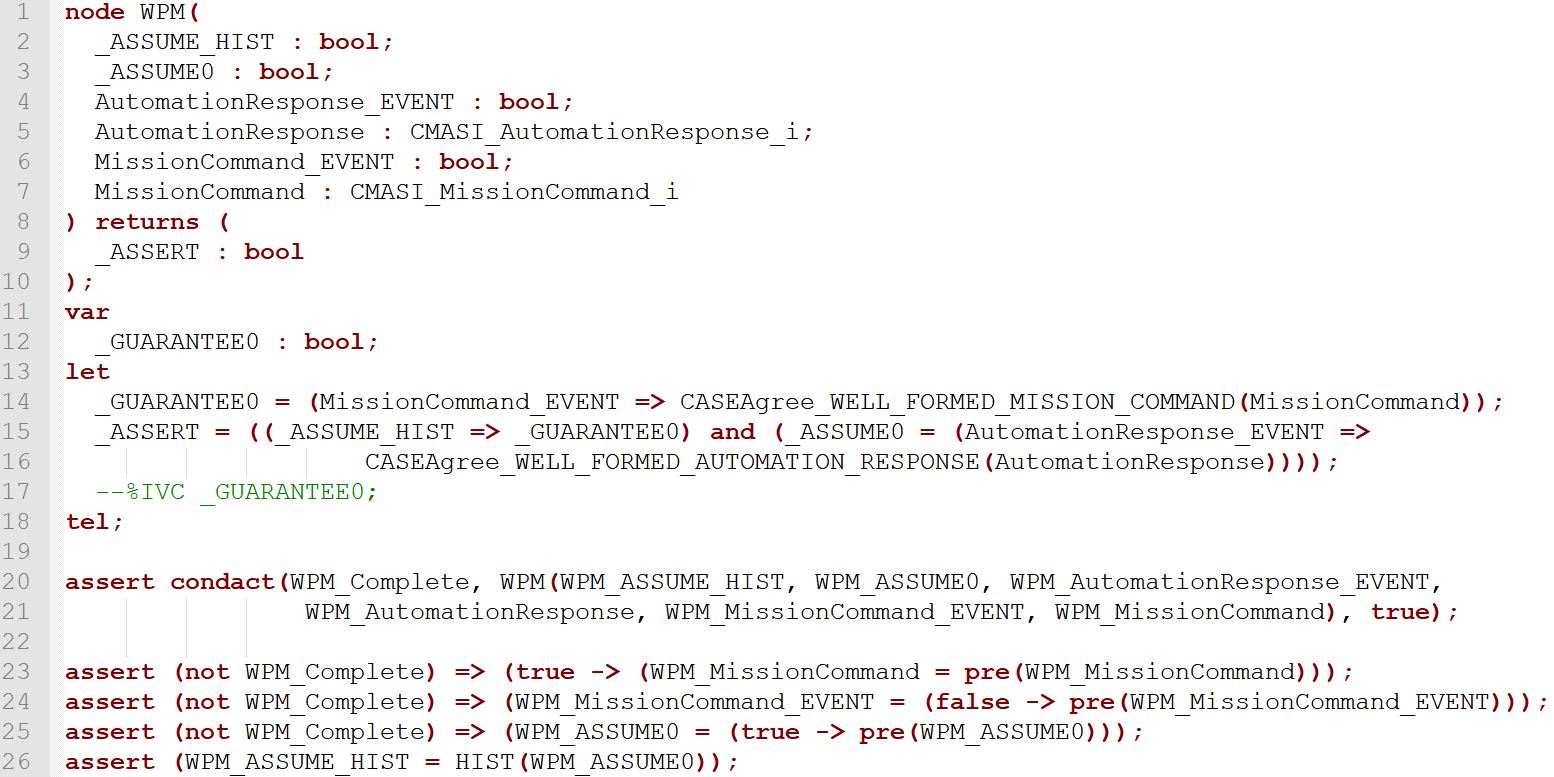 1 node WPM(
2   _ASSUME_HIST : bool;
3   _ASSUME0 : bool;
4   AutomationResponse_EVENT : bool;
5   AutomationResponse : CMASI_AutomationResponse_i;
6   MissionCommand_EVENT : bool;
7   MissionCommand : CMASI_MissionCommand_i
8 ) returns (
9   _ASSERT : bool
10 );
11 var
12   _GUARANTEE0 : bool;
13 let
14   _GUARANTEE0 = (MissionCommand_EVENT => CASEAgree_WELL_FORMED_MISSION_COMMAND(MissionCommand));
15   _ASSERT = ((_ASSUME_HIST => _GUARANTEE0) and (_ASSUME0 = (AutomationResponse_EVENT =>
16                     CASEAgree_WELL_FORMED_AUTOMATION_RESPONSE(AutomationResponse))));
17   --%IVC _GUARANTEE0;
18 tel;
19
20 assert condact(WPM_Complete, WPM(WPM_ASSUME_HIST, WPM_ASSUME0, WPM_AutomationResponse_EVENT,
21                 WPM_AutomationResponse, WPM_MissionCommand_EVENT, WPM_MissionCommand), true);
22
23 assert (not WPM_Complete) => (true -> (WPM_MissionCommand = pre(WPM_MissionCommand)));
24 assert (not WPM_Complete) => (WPM_MissionCommand_EVENT = (false -> pre(WPM_MissionCommand_EVENT)));
25 assert (not WPM_Complete) => (WPM_ASSUME0 = (true -> pre(WPM_ASSUME0)));
26 assert (WPM_ASSUME_HIST = HIST(WPM_ASSUME0));